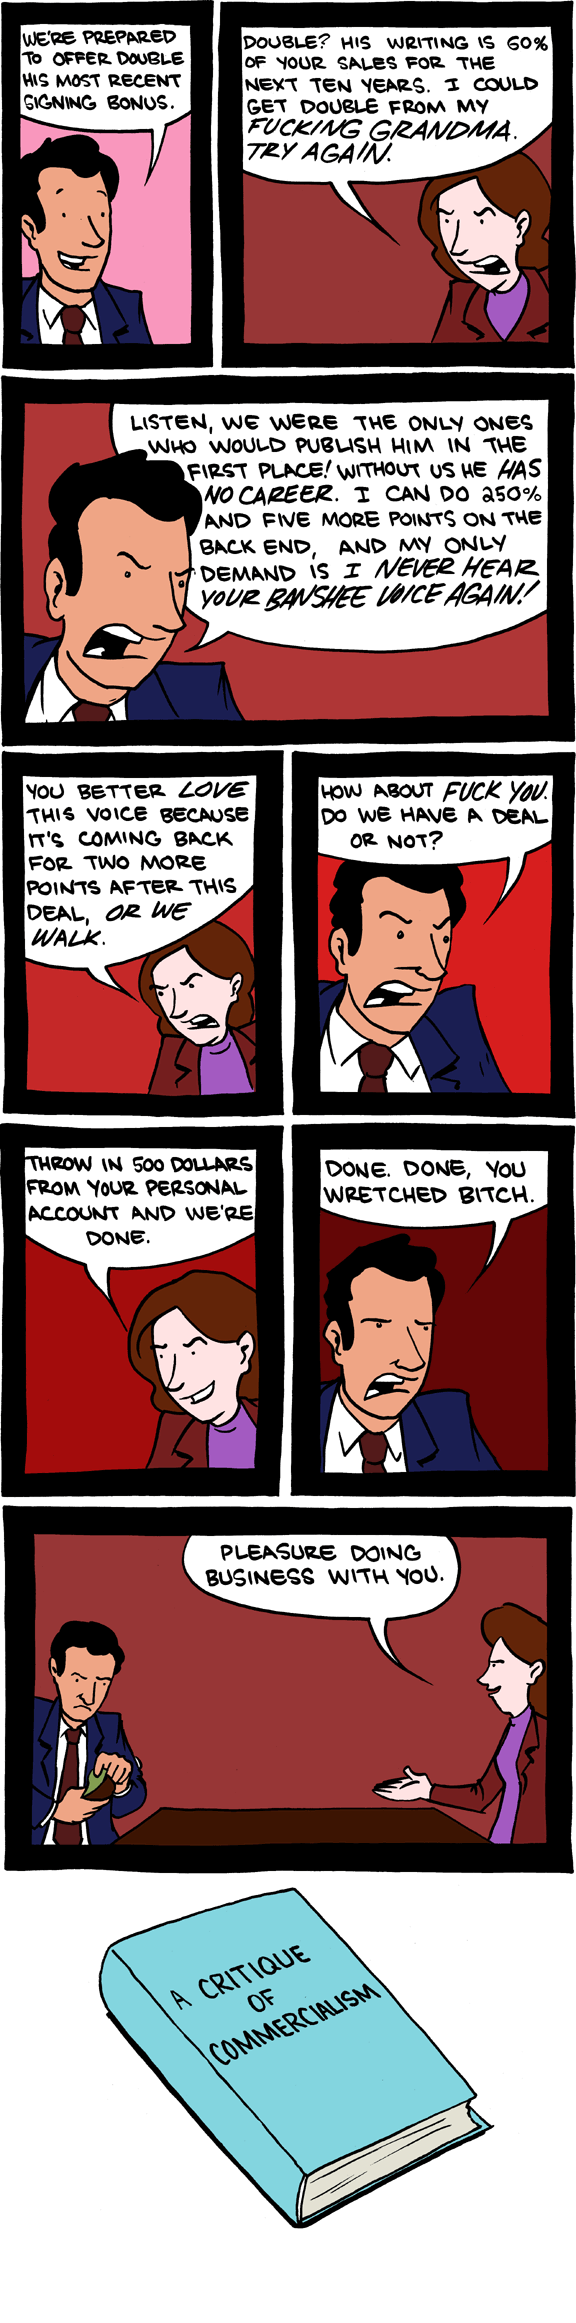 WE'RE PREPARED
TO OFFER DOUBLE
HIS MOST RECENT
SIGNING BONUS.
DOUBLE? HIS WRITING IS 60%
OF YOUR SALES FOR THE
NEXT TEN YEARS. I COULD
GET DOUBLE FROM MY
FUCKING GRANDMA.
TRY AGAIN.
LISTEN, WE WERE THE ONLY ONES
WHO WOULD PUBLISH HIM IN THE
FIRST PLACE! WITHOUT US HE HAS
NO CAREER. I CAN DO 250%
AND FIVE MORE POINTS ON THE
BACK END, AND MY ONLY
DEMAND IS I NEVER HEAR
YOUR BANSHEE VOICE AGAIN!
YOU BETTER LOVE
THIS VOICE BECAUSE
IT'S COMING BACK
FOR TWO MORE
POINTS AFTER THIS
DEAL, OR WE
WALK.
HOW ABOUT FUCK YOU.
DO WE HAVE A DEAL
OR NOT?
THROW IN 500 DOLLARS
FROM YOUR PERSONAL
ACCOUNT AND WE'RE
DONE.
DONE. DONE, YOU
WRETCHED BITCH.
PLEASURE DOING
BUSINESS WITH YOU.
A CRITIQUE
OF
COMMERCIALISM